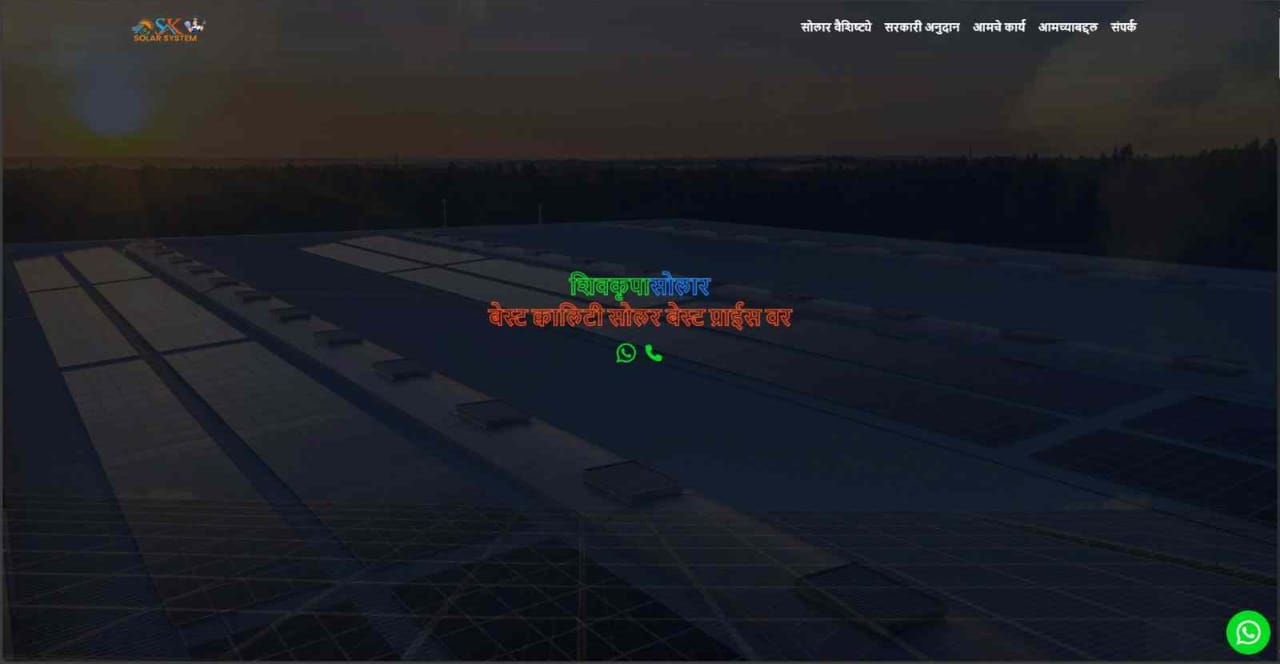 SK
SOLAR SYSTEM
सोलार वैशिष्ट्ये सरकारी अनुदान आमचे कार्य आमच्याबद्दल संपर्क
शिवकृपासोलार
बेस्ट क्वालिटी सोलर बेस्ट प्राईस वर